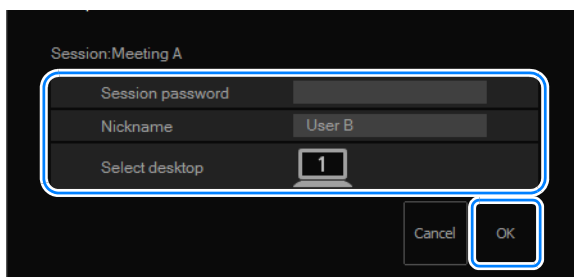 Session:Meeting A
Session password
Nickname User B
Select desktop 1
Cancel OK